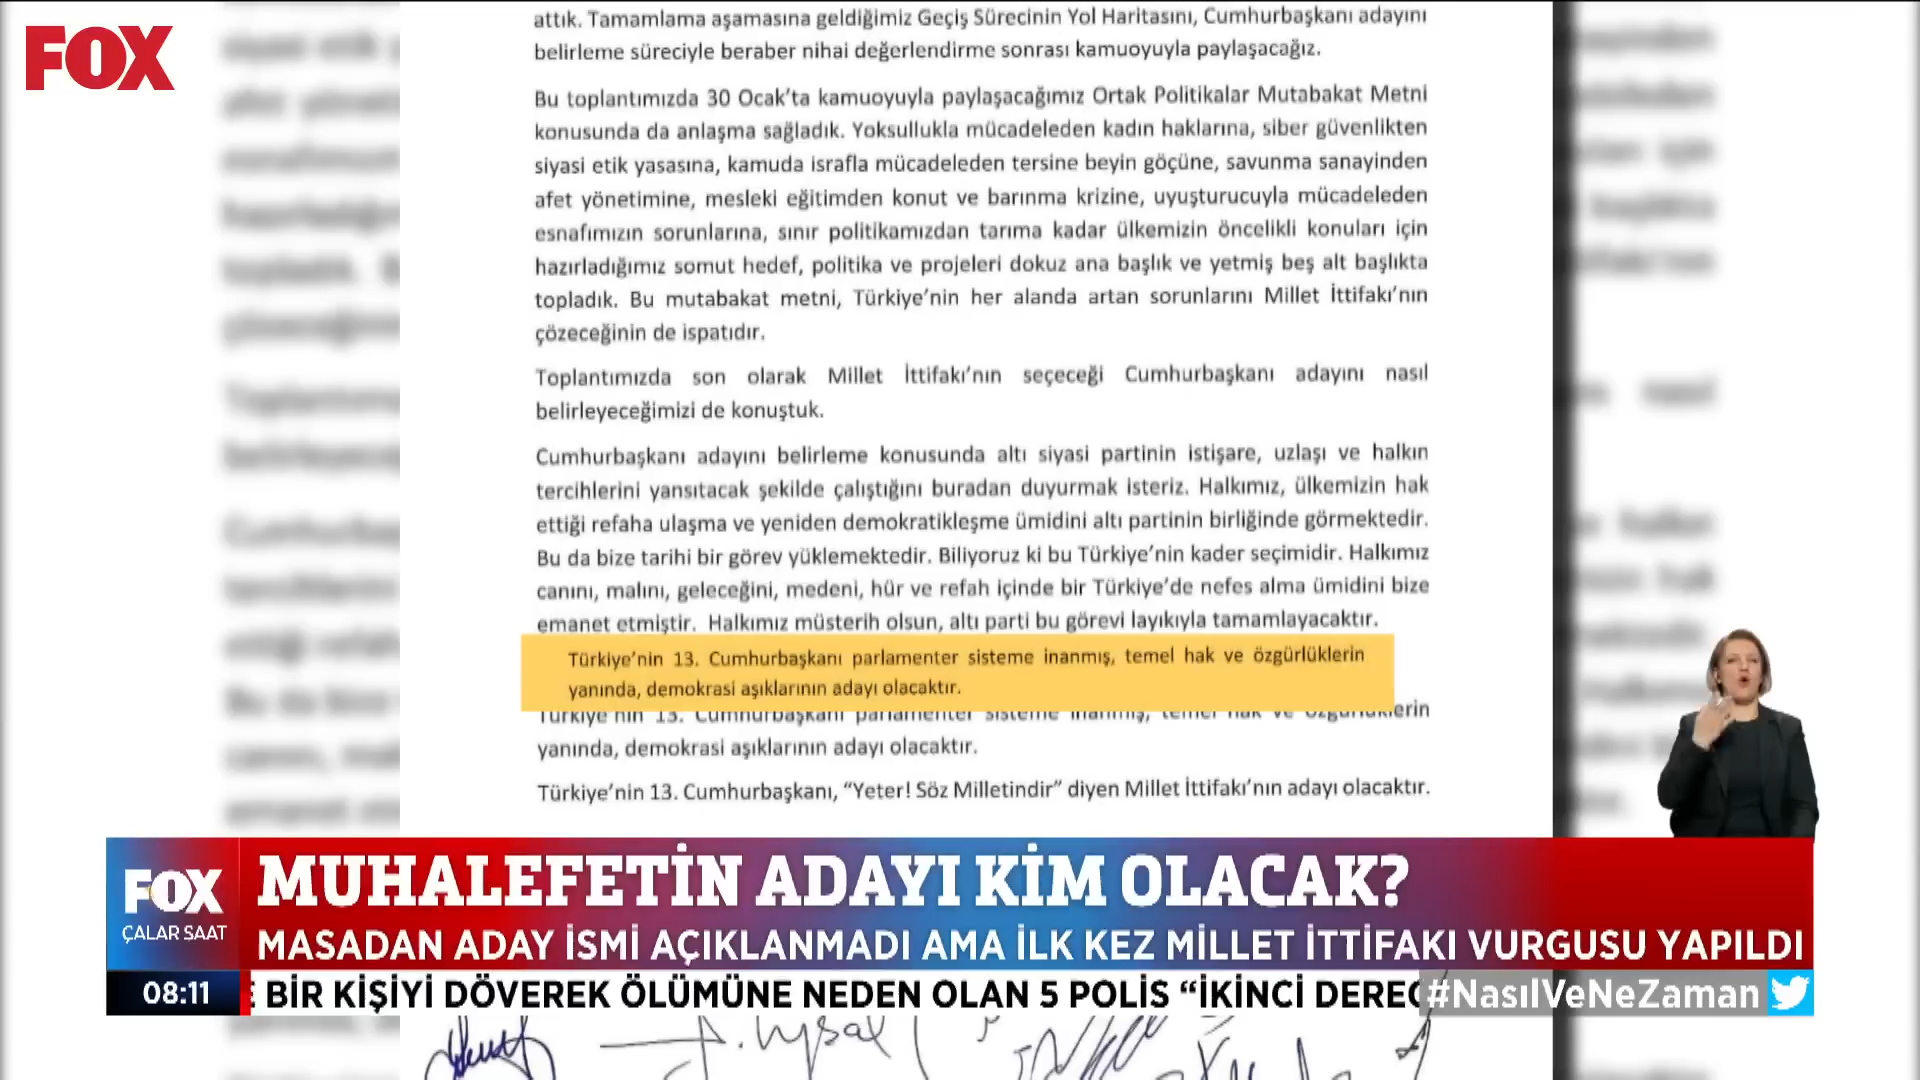 FOX
attık. Tamamlama aşamasına geldiğimiz Geçiş Sürecinin Yol Haritasını, Cumhurbaşkanı adayını
belirleme süreciyle beraber nihai değerlendirme sonrası kamuoyuyla paylaşacağız.
Bu toplantımızda 30 Ocak’ta kamuoyuyla paylaşacağımız Ortak Politikalar Mutabakat Metni
konusunda da anlaşma sağladık. Yoksullukla mücadeleden kadın haklarına, siber güvenlikten
siyasi etik yasasına, kamuda israfla mücadeleden tersine beyin göçüne, savunma sanayinden
afet yönetimine, mesleki eğitimden konut ve barınma krizine, uyuşturucuyla mücadeleden
esnafımızın sorunlarına, sınır politikamızdan tarıma kadar ülkemizin öncelikli konuları için
hazırladığımız somut hedef, politika ve projeleri dokuz ana başlık ve yetmiş beş alt başlıkta
topladık. Bu mutabakat metni, Türkiye’nin her alanda artan sorunlarını Millet İttifakı’nın
çözeceğinin de ispatıdır.
Toplantımızda son olarak Millet İttifakı’nın seçeceği Cumhurbaşkanı adayını nasıl
belirleyeceğimizi de konuştuk.
Cumhurbaşkanı adayını belirleme konusunda altı siyasi partinin istişare, uzlaşı ve halkın
tercihlerini yansıtacak şekilde çalıştığını buradan duyurmak isteriz. Halkımız, ülkemizin hak
ettiği refaha ulaşma ve yeniden demokratikleşme ümidini altı partinin birliğinde görmektedir.
Bu da bize tarihi bir görev yüklemektedir. Biliyoruz ki bu Türkiye’nin kader seçimidir. Halkımız
canını, malını, geleceğini, medeni, hür ve refah içinde bir Türkiye’de nefes alma ümidini bize
emanet etmiştir. Halkımız müsterih olsun, altı parti bu görevi layıkıyla tamamlayacaktır.
Türkiye’nin 13. Cumhurbaşkanı parlamenter sisteme inanmış, temel hak ve özgürlüklerin
yanında, demokrasi aşıklarının adayı olacaktır.
Türkiye’nin 13. Cumhurbaşkanı parlamenter sisteme inanmış, temel hak ve özgürlüklerin
yanında, demokrasi aşıklarının adayı olacaktır.
Türkiye’nin 13. Cumhurbaşkanı, “Yeter! Söz Milletindir” diyen Millet İttifakı’nın adayı olacaktır.
FOX
ÇALAR SAAT
MUHALEFETİN ADAYI KİM OLACAK?
MASADAN ADAY İSMİ AÇIKLANMADI AMA İLK KEZ MİLLET İTTİFAKI VURGUSU YAPILDI
08:11
BİR KİŞİYİ DÖVEREK ÖLÜMÜNE NEDEN OLAN 5 POLİS “İKİNCİ DEREC
#NasılVeNeZaman